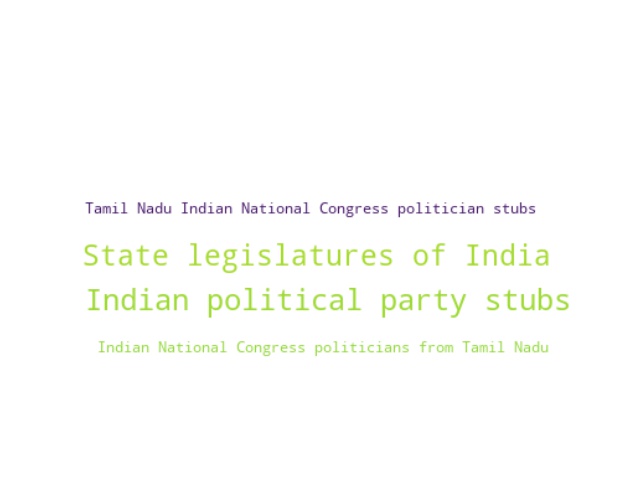 Tamil Nadu Indian National Congress politician stubs
State legislatures of India
Indian political party stubs
Indian National Congress politicians from Tamil Nadu